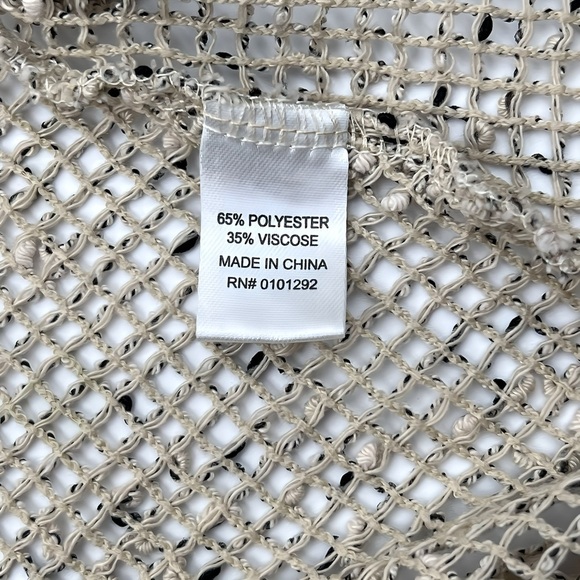 65% POLYESTER
35% VISCOSE
MADE IN CHINA
RN# 0101292